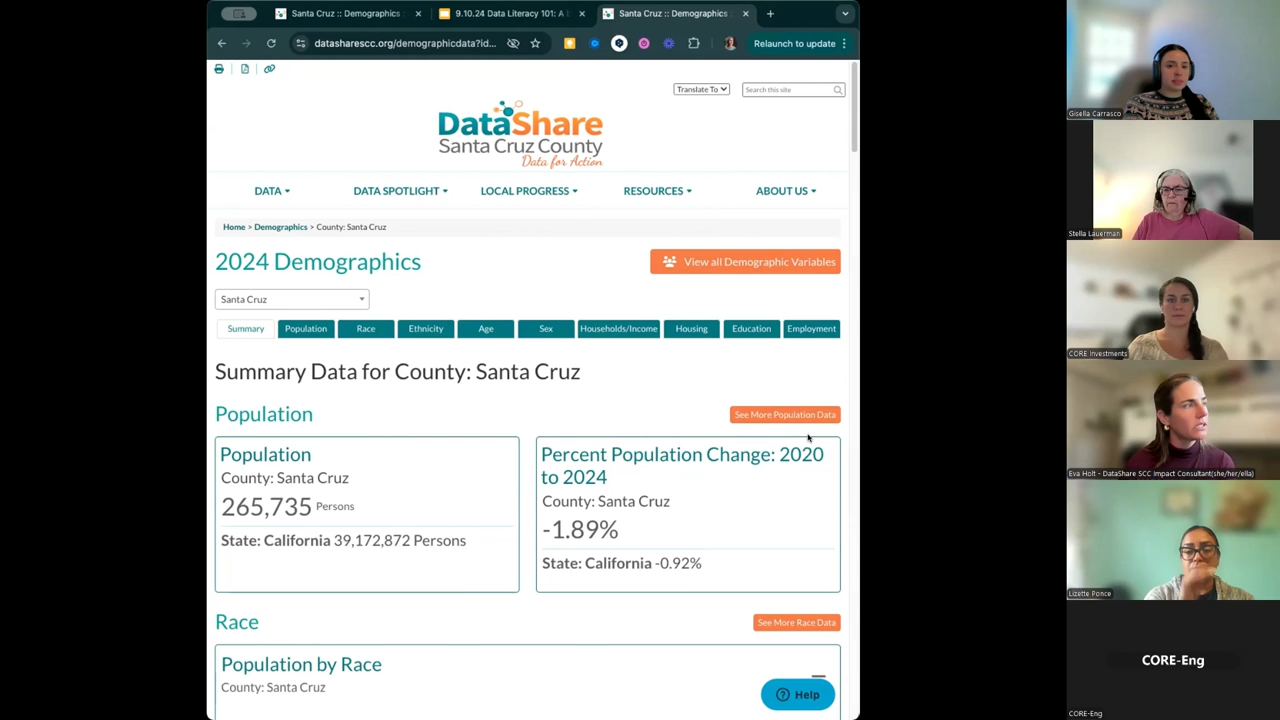 Santa Cruz :: Demographics
9.10.24 Data Literacy 101: A
Santa Cruz :: Demographics
datasharescc.org/demographicdata?id...
Relaunch to update
Translate To
Search this site
DataShare
Santa Cruz County
Data for Action
DATA
DATA SPOTLIGHT
LOCAL PROGRESS
RESOURCES
ABOUT US
Home > Demographics > County: Santa Cruz
2024 Demographics
View all Demographic Variables
Santa Cruz
Summary
Population
Race
Ethnicity
Age
Sex
Households/Income
Housing
Education
Employment
Summary Data for County: Santa Cruz
Population
See More Population Data
Population
County: Santa Cruz
265,735 Persons
State: California 39,172,872 Persons
Percent Population Change: 2020
to 2024
County: Santa Cruz
-1.89%
State: California -0.92%
Race
See More Race Data
Population by Race
County: Santa Cruz
Help
Gisella Carrasco
Stella Lauerman
CORE Investments
Eva Holt - DataShare SCC Impact Consultant(she/her/ella)
Lizette Ponce
CORE-Eng
CORE-Eng